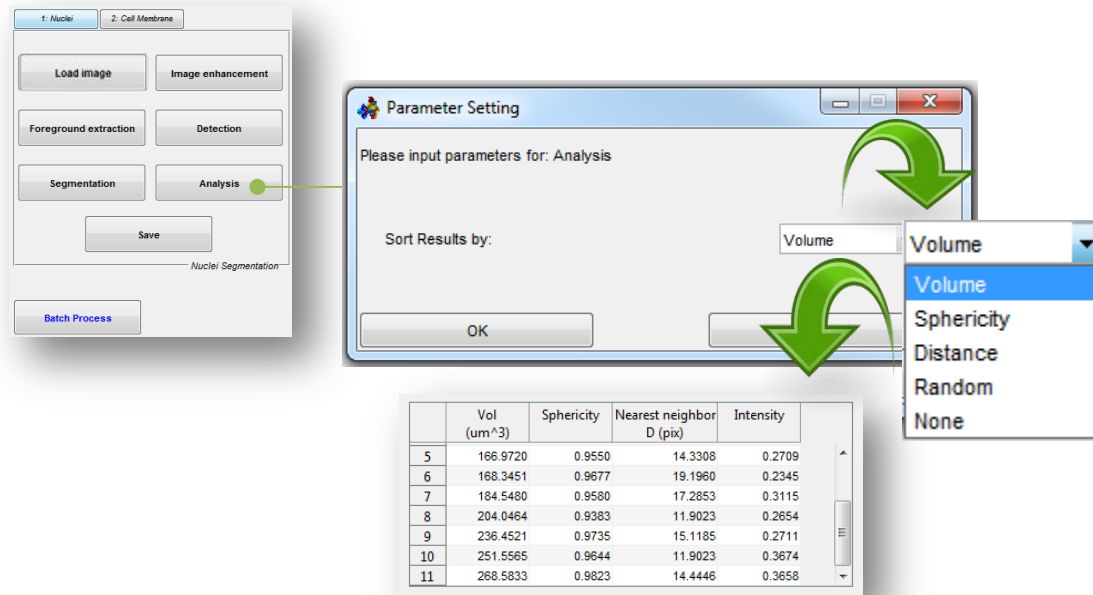 1: Nuclei 2: Cell Membrane
Load image Image enhancement
Foreground extraction Detection
Segmentation Analysis
Save
Nuclei Segmentation
Batch Process
Parameter Setting
Please input parameters for: Analysis
Sort Results by: Volume
OK
Volume
Volume
Sphericity
Distance
Random
None
Vol Sphericity Nearest neighbor Intensity
(um^3) D (pix)
5 166.9720 0.9550 14.3308 0.2709
6 168.3451 0.9677 19.1960 0.2345
7 184.5480 0.9580 17.2853 0.3115
8 204.0464 0.9383 11.9023 0.2654
9 236.4521 0.9735 15.1185 0.2711
10 251.5565 0.9644 11.9023 0.3674
11 268.5833 0.9823 14.4446 0.3658